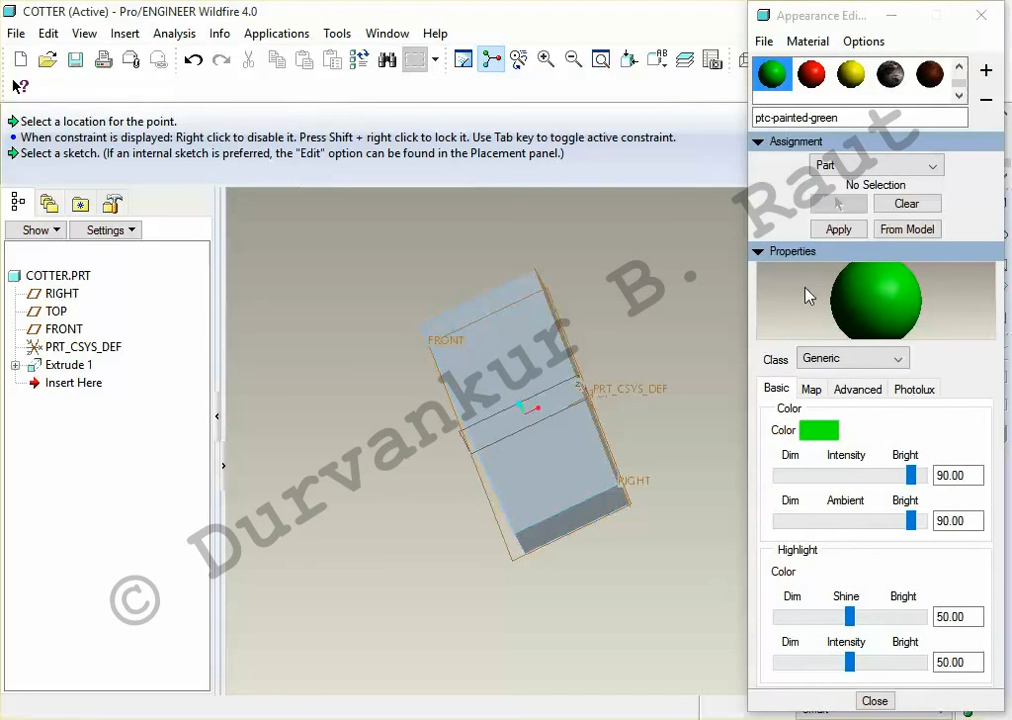 COTTER (Active) - Pro/ENGINEER Wildfire 4.0
File Edit View Insert Analysis Info Applications Tools Window Help
Select a location for the point.
When constraint is displayed: Right click to disable it. Press Shift + right click to lock it. Use Tab key to toggle active constraint.
Select a sketch. (If an internal sketch is preferred, the "Edit" option can be found in the Placement panel.)
Show Settings
COTTER.PRT
RIGHT
TOP
FRONT
PRT_CSYS_DEF
Extrude 1
Insert Here
FRONT
PRT_CSYS_DEF
RIGHT
© Durvankur B. Raut
Appearance Edi...
File Material Options
ptc-painted-green
Assignment
Part
No Selection
Clear
Apply From Model
Properties
Class Generic
Basic Map Advanced Photolux
Color
Color
Dim Intensity Bright
90.00
Dim Ambient Bright
90.00
Highlight
Color
Dim Shine Bright
50.00
Dim Intensity Bright
50.00
Close